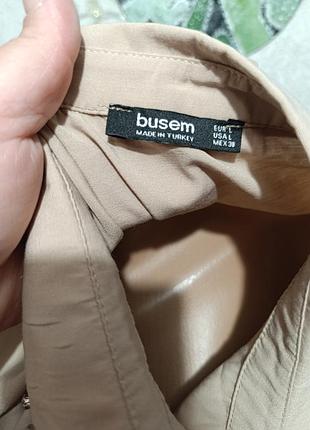 busem
MADE IN TURKEY
EUR L
USA L
MEX 38